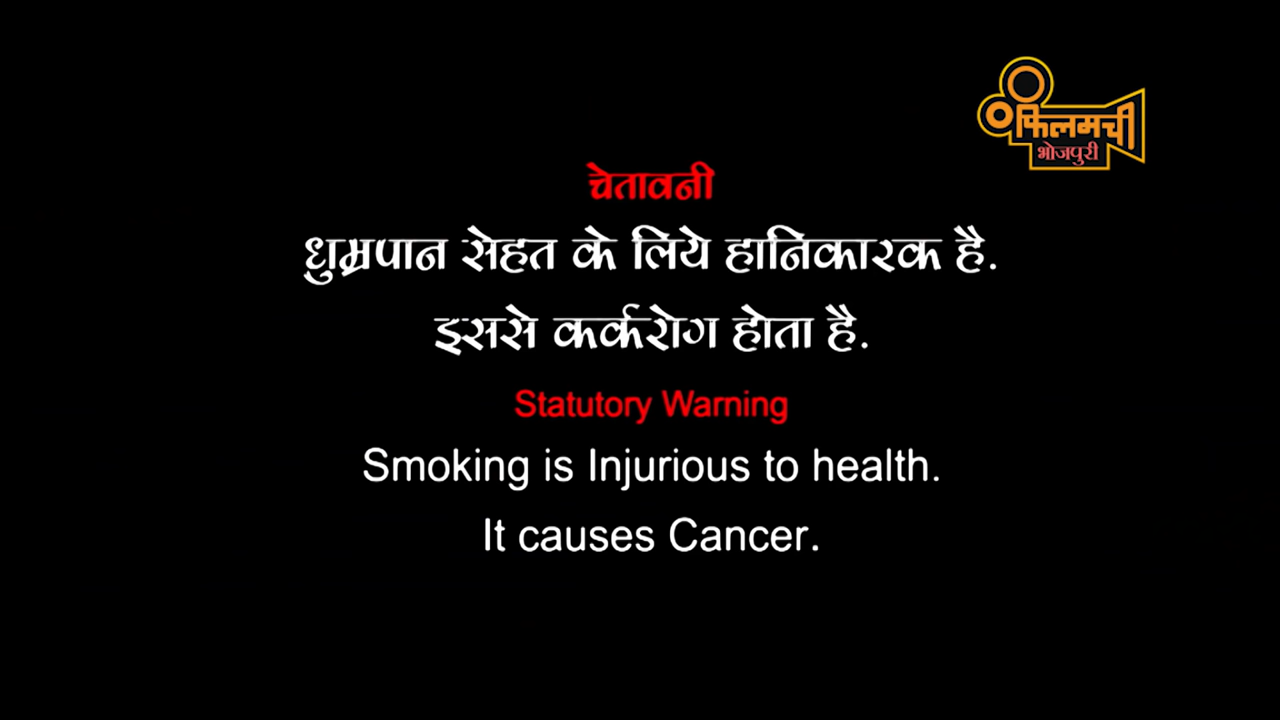 फिलमची
भोजपुरी
चेतावनी
धुम्रपान सेहत के लिये हानिकारक है.
इससे कर्करोग होता है.
Statutory Warning
Smoking is Injurious to health.
It causes Cancer.